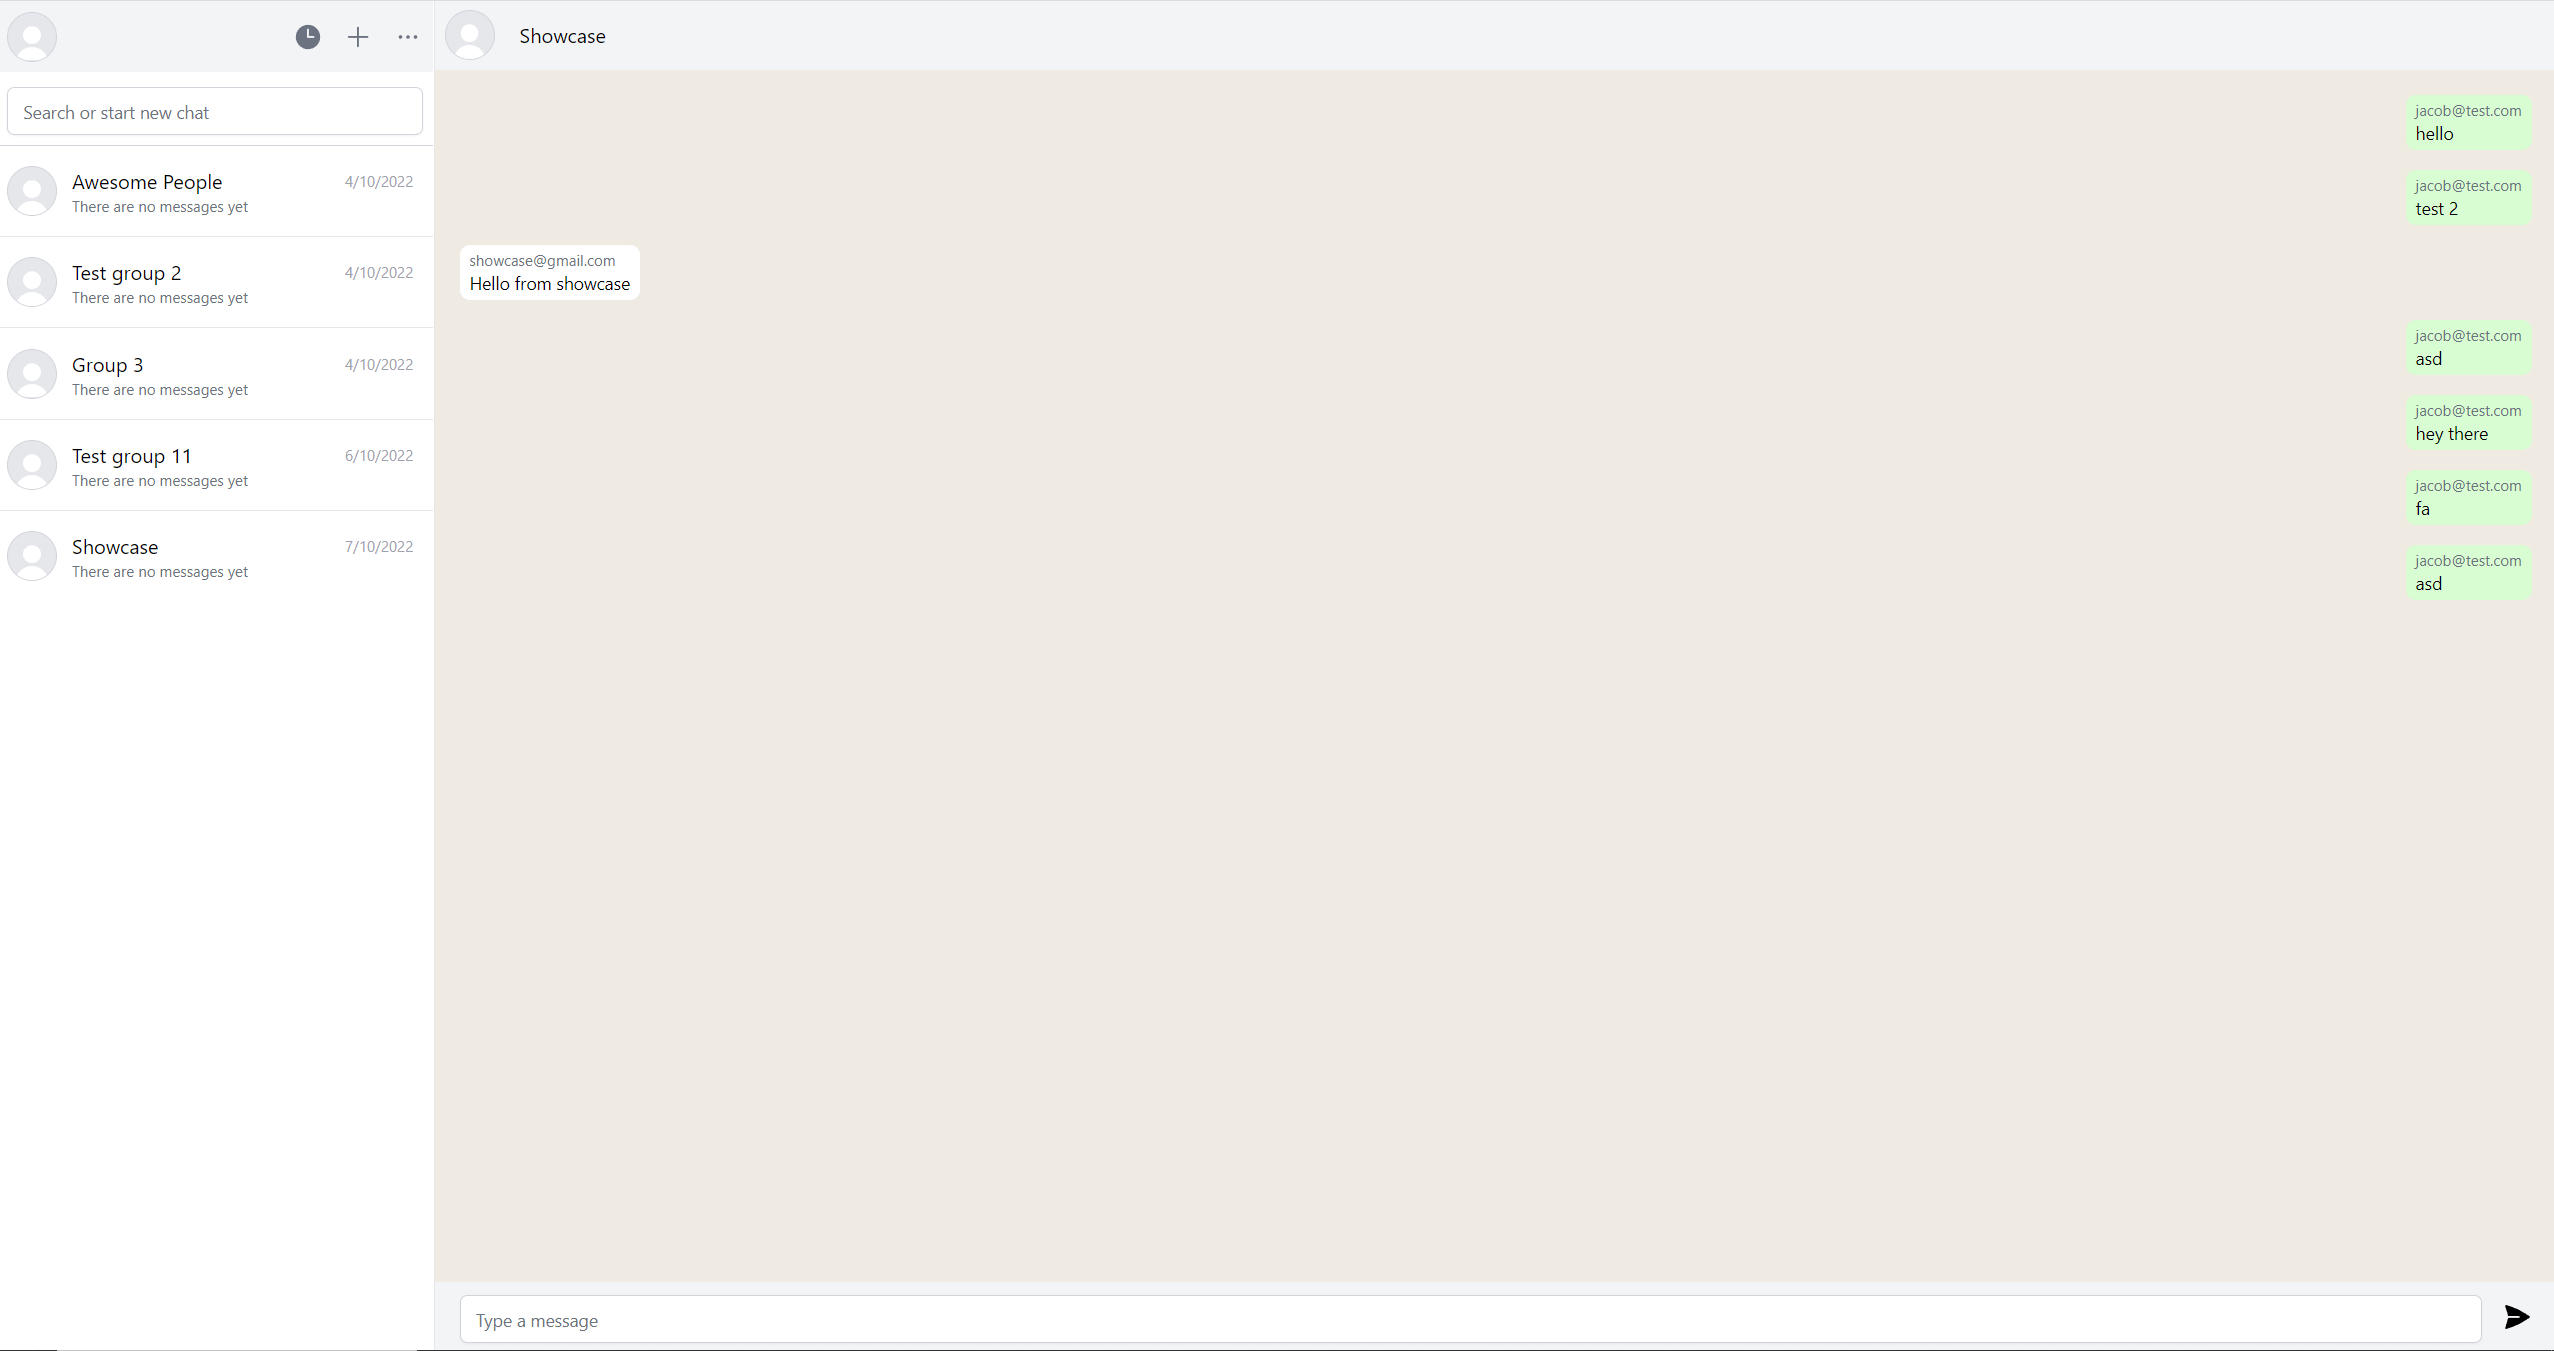 Search or start new chat
Awesome People
4/10/2022
There are no messages yet
Test group 2
4/10/2022
There are no messages yet
Group 3
4/10/2022
There are no messages yet
Test group 11
6/10/2022
There are no messages yet
Showcase
7/10/2022
There are no messages yet
Showcase
jacob@test.com
hello
jacob@test.com
test 2
showcase@gmail.com
Hello from showcase
jacob@test.com
asd
jacob@test.com
hey there
jacob@test.com
fa
jacob@test.com
asd
Type a message